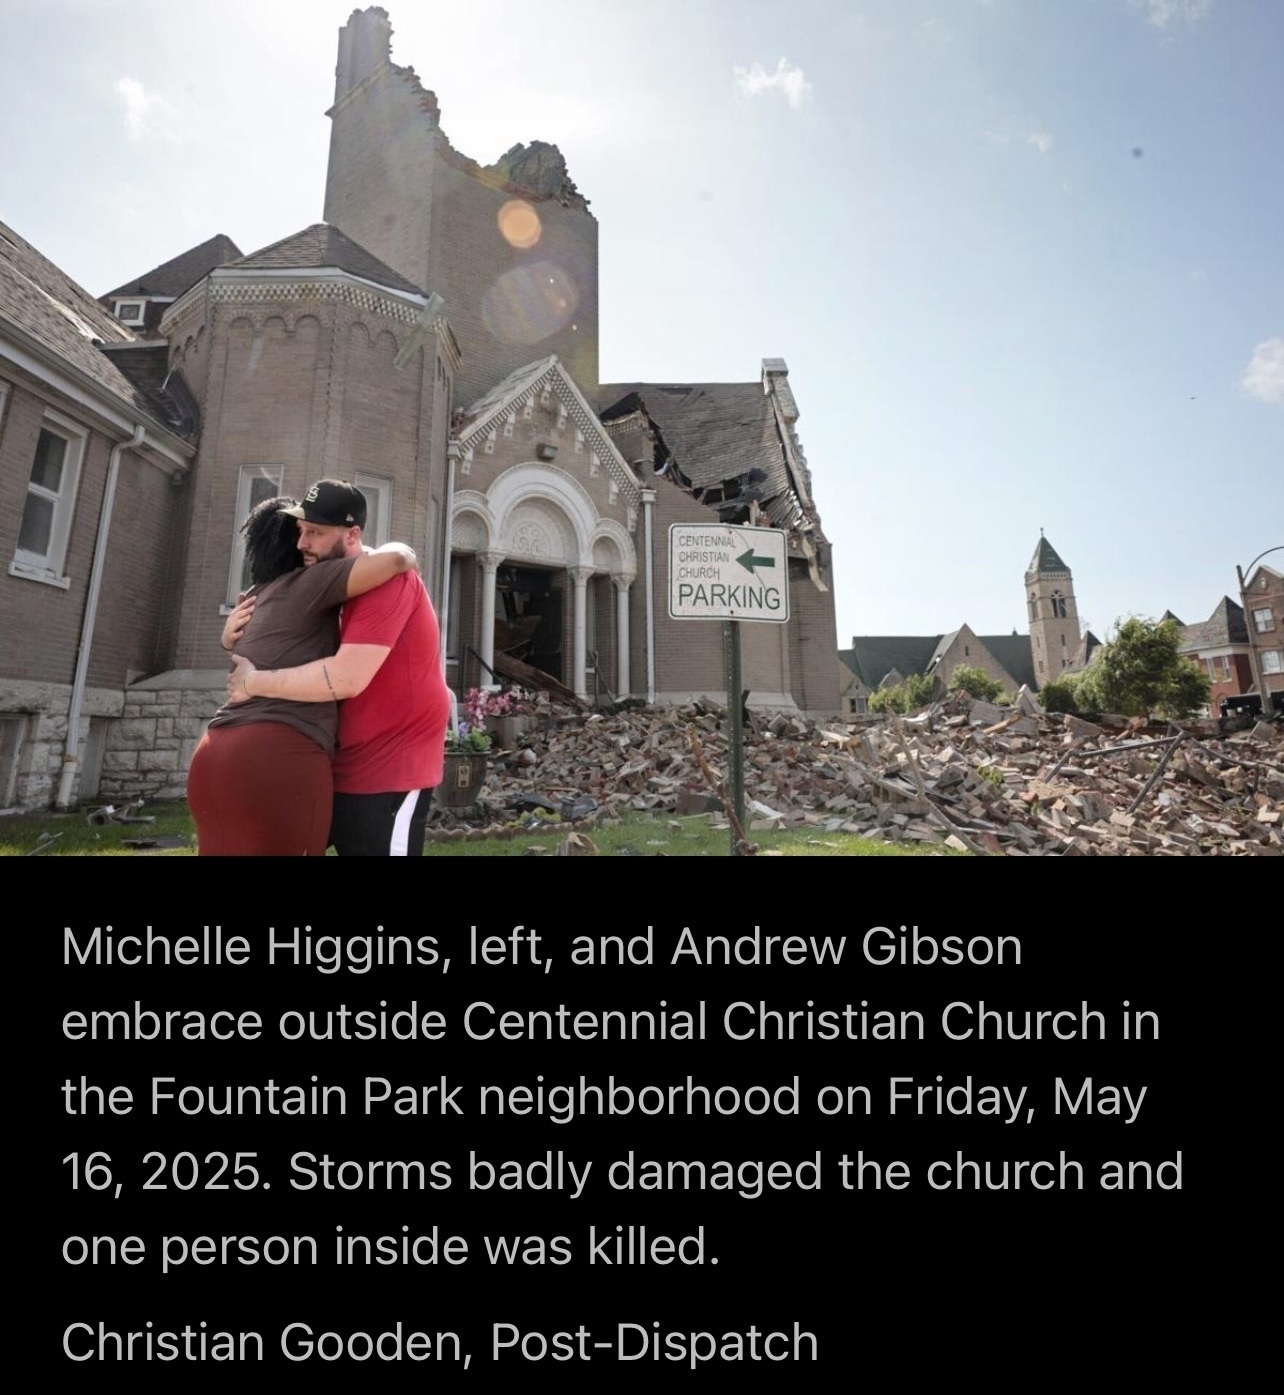 STL
CENTENNIAL
CHRISTIAN
CHURCH
PARKING
Michelle Higgins, left, and Andrew Gibson
embrace outside Centennial Christian Church in
the Fountain Park neighborhood on Friday, May
16, 2025. Storms badly damaged the church and
one person inside was killed.
Christian Gooden, Post-Dispatch